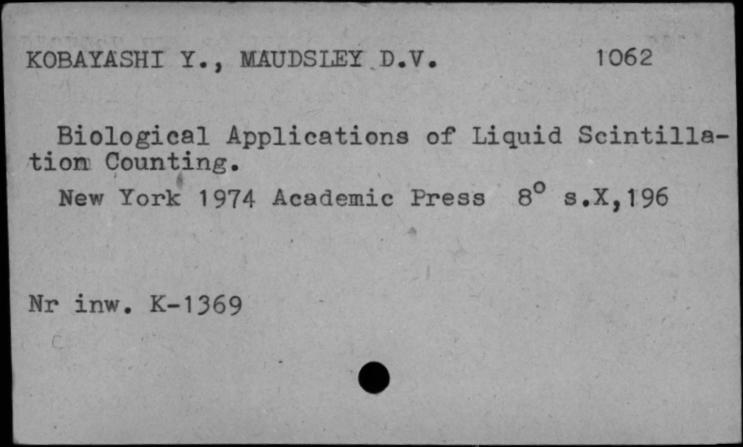 KOBAYASHI Y., MAUDSLEY D.V. 1062
Biological Applications of Liquid Scintilla-
tion Counting.
New York 1974 Academic Press 8° s.X,196
Nr inw. K-1369
C